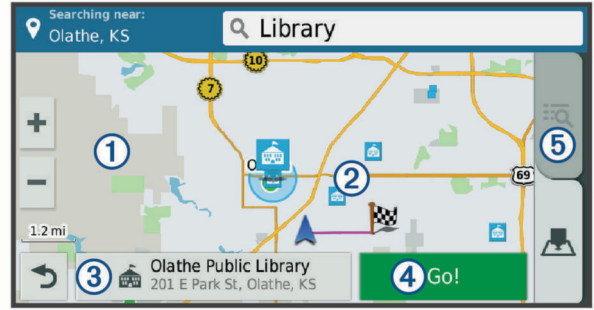 Searching near:
Olathe, KS
Library
10
7
5
1
O
2
69
1.2 mi
3
Olathe Public Library
201 E Park St, Olathe, KS
4
Go!